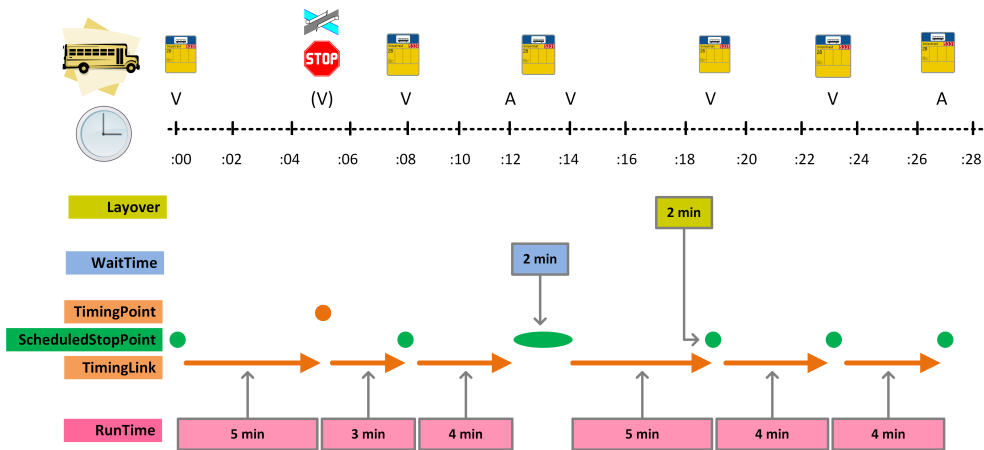 STOP
V (V) V A V V V A
:00 :02 :04 :06 :08 :10 :12 :14 :16 :18 :20 :22 :24 :26 :28
Layover
2 min
WaitTime
2 min
TimingPoint
ScheduledStopPoint
TimingLink
RunTime
5 min 3 min 4 min 5 min 4 min 4 min